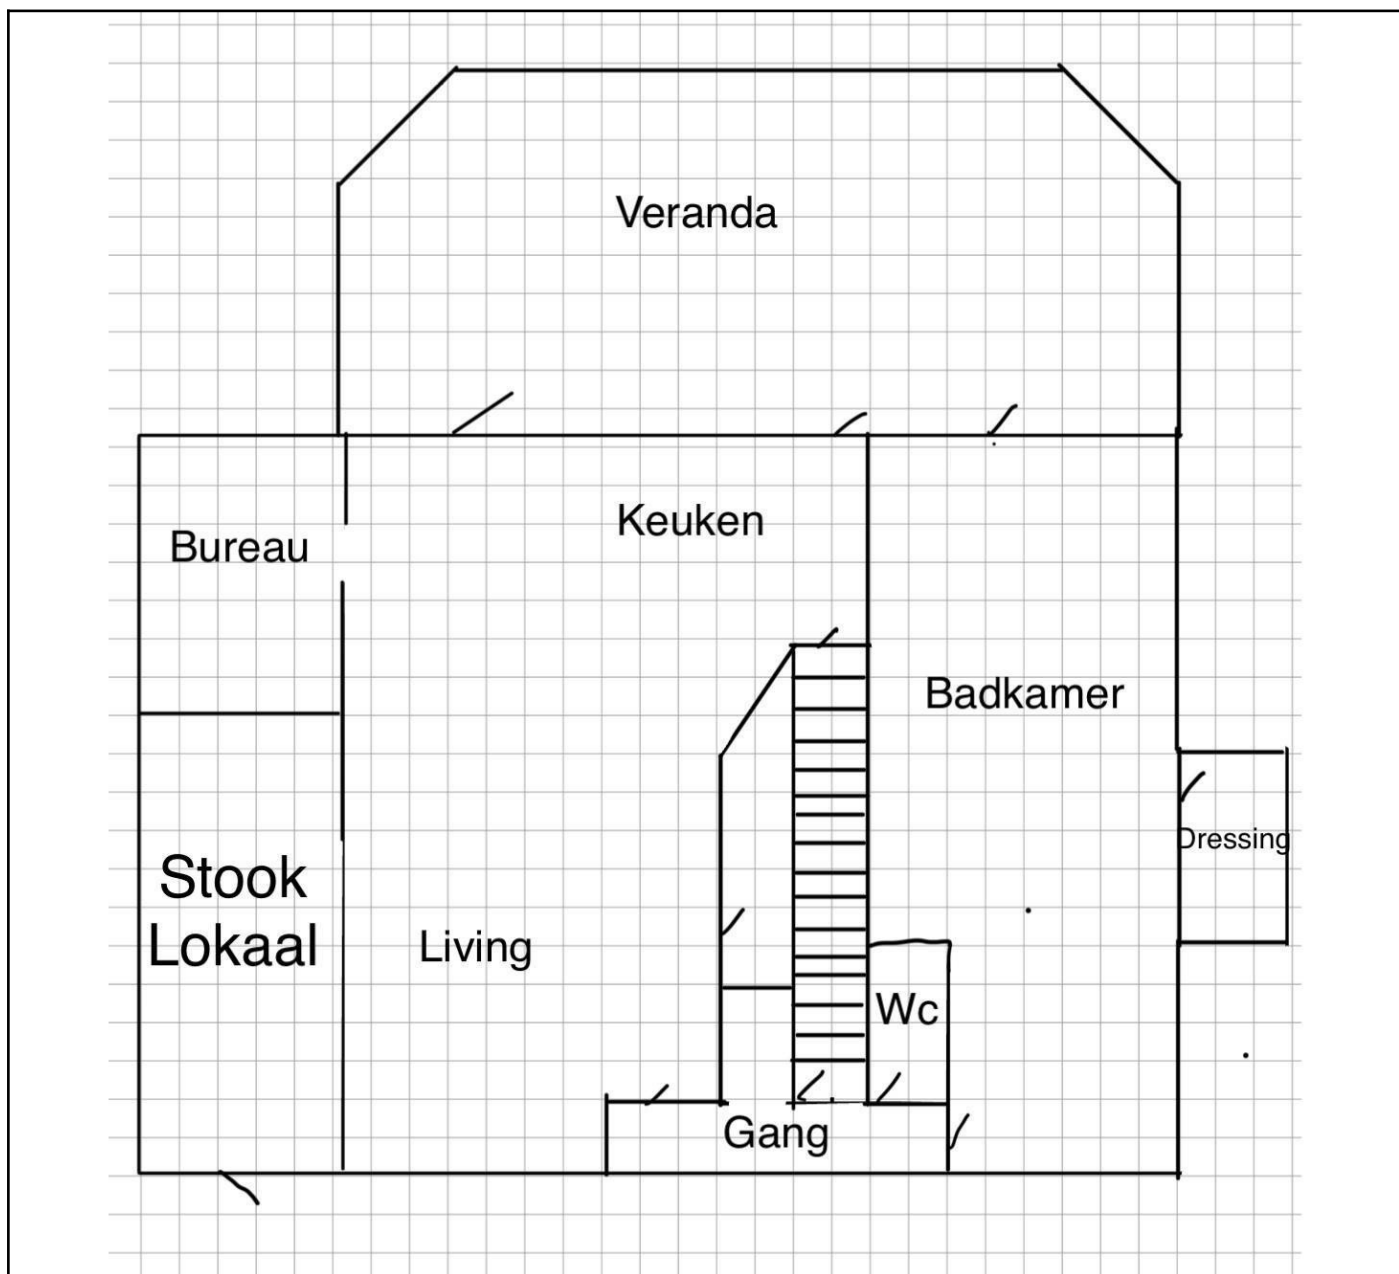 Veranda
Keuken
Bureau
Badkamer
Dressing
Stook
Lokaal
Living
Wc
Gang